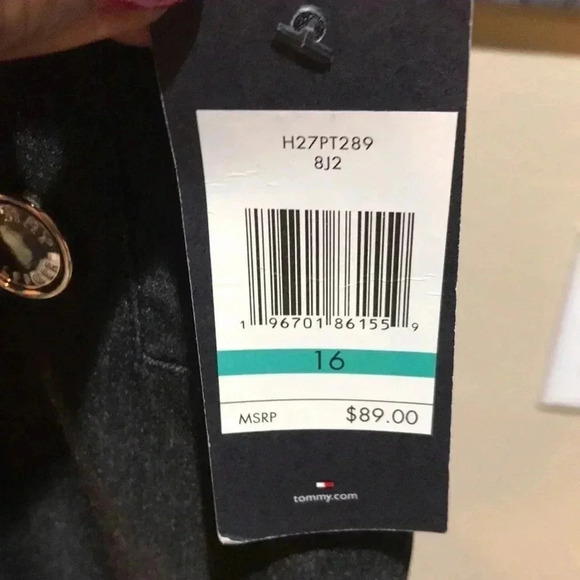 H27PT289
8J2
1 96701 86155 9
16
MSRP $89.00
tommy.com